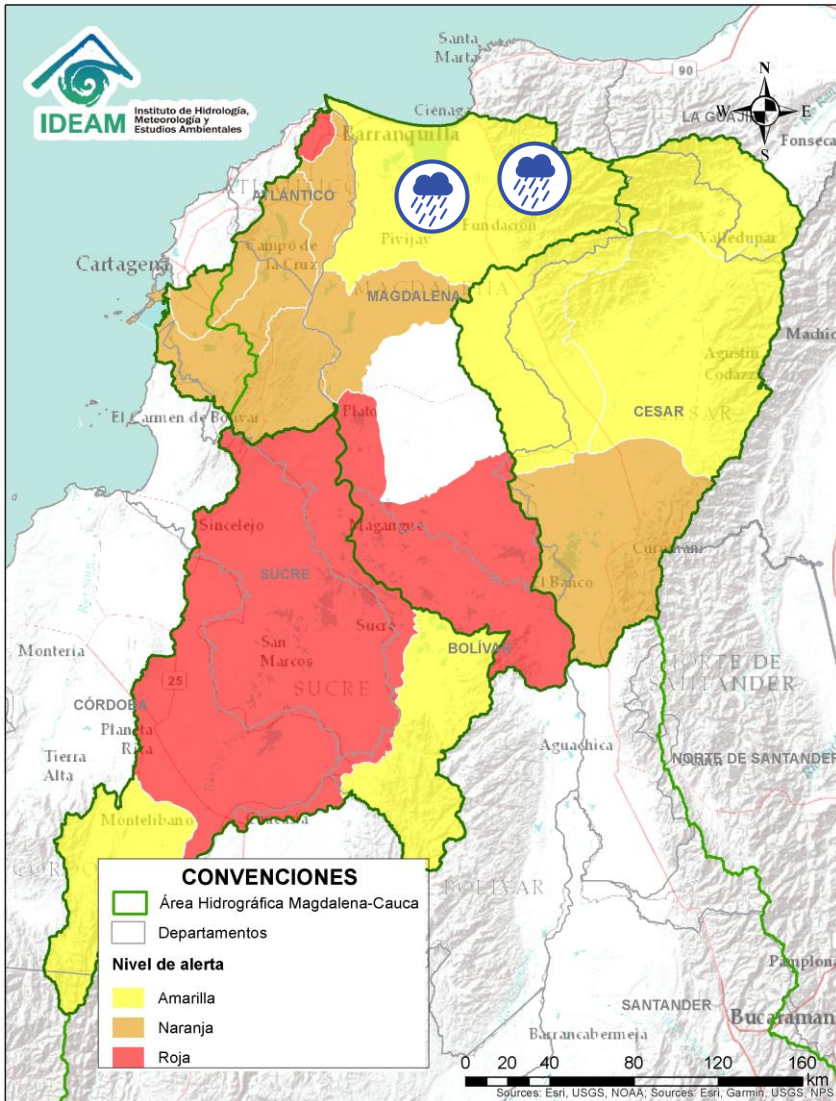 IDEAM
Instituto de Hidrología,
Meteorología y
Estudios Ambientales
Santa
Marta
90
N
W
E
S
Ciénaga
LA GUAJI
Fonseca
Barranquilla
ATLÁNTICO
Pivijay
Fundación
Valledupar
Campo de
la Cruz
Cartagena
MAGDALENA
Agustín
Codazzi
El Carmen de Bolívar
Plato
CESAR
Sincelejo
Magangue
SUCRE
El Banco
Curumaní
Sucre
San
Marcos
BOLÍVAR
Montería
SUCRE
NORTE DE
SANTANDER
25
CÓRDOBA
Planeta
Rica
Aguachica
Tierra
Alta
NORTE DE SANTANDER
Montelíbano
BOLÍVAR
CONVENCIONES
Área Hidrográfica Magdalena-Cauca
Departamentos
Nivel de alerta
Amarilla
Naranja
Roja
Pamplona
SANTANDER
Bucaraman
Barrancabermeja
0 20 40 80 120 160
km
Sources: Esri, USGS, NOAA; Sources: Esri, Garmin, USGS, NPS